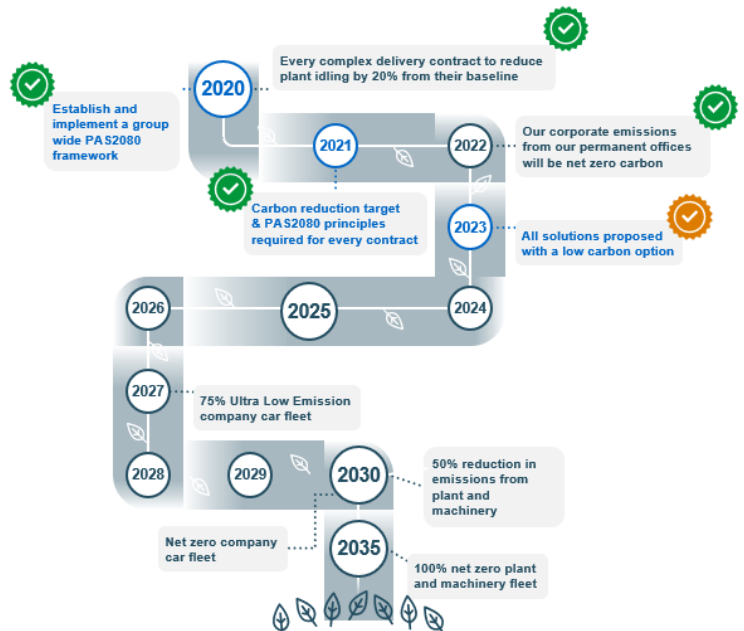 Every complex delivery contract to reduce
plant idling by 20% from their baseline
2020
Establish and
implement a group
wide PAS2080
framework
2021
2022
Our corporate emissions
from our permanent offices
will be net zero carbon
Carbon reduction target
& PAS2080 principles
required for every contract
2023
All solutions proposed
with a low carbon option
2026
2025
2024
2027
75% Ultra Low Emission
company car fleet
2028
2029
2030
50% reduction in
emissions from
plant and
machinery
Net zero company
car fleet
2035
100% net zero plant
and machinery fleet